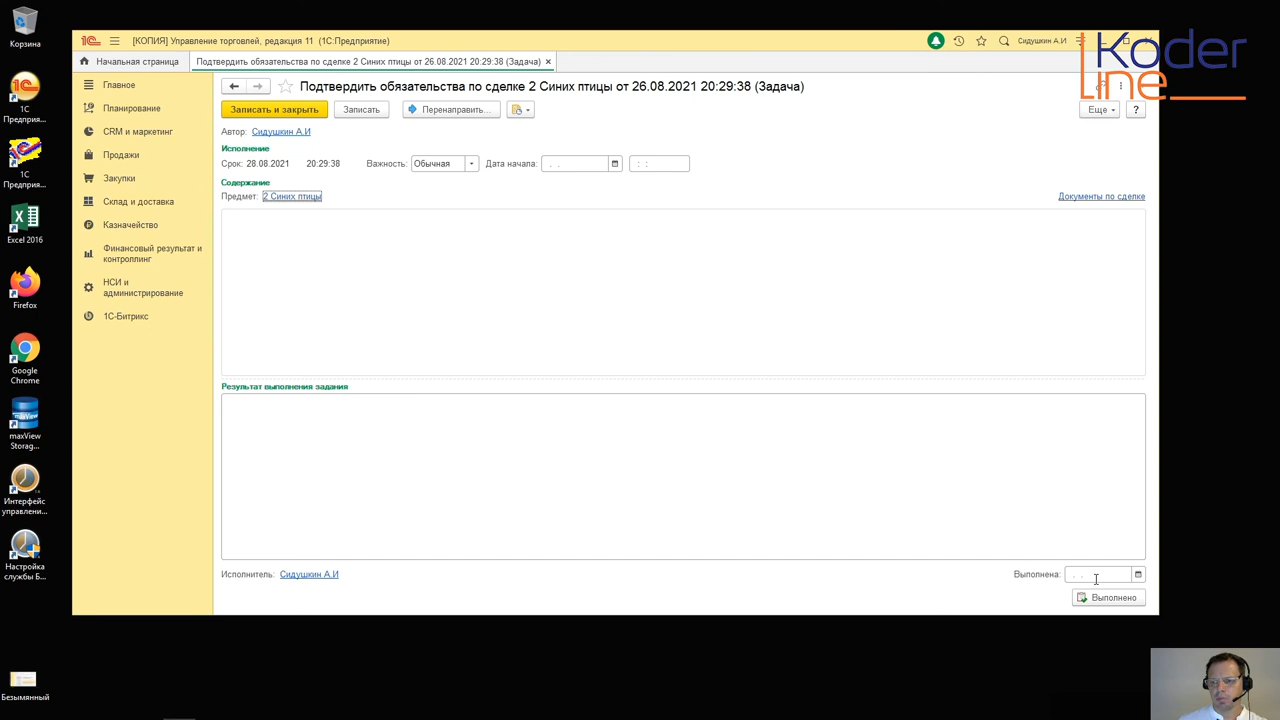 Корзина
1С
Предприя...
1С
Предприя...
Excel 2016
Firefox
Google
Chrome
maxView
Storag...
Интерфейс
управлени...
Настройка
службы Б...
Безымянный
[КОПИЯ] Управление торговлей, редакция 11 (1С:Предприятие)
Сидушкин А.И
Koder
line
Начальная страница
Подтвердить обязательства по сделке 2 Синих птицы от 26.08.2021 20:29:38 (Задача)
Главное
Планирование
CRM и маркетинг
Продажи
Закупки
Склад и доставка
Казначейство
Финансовый результат и
контроллинг
НСИ и
администрирование
1С-Битрикс
Подтвердить обязательства по сделке 2 Синих птицы от 26.08.2021 20:29:38 (Задача)
Записать и закрыть Записать Перенаправить... Еще ?
Автор: Сидушкин А.И
Исполнение
Срок: 28.08.2021 20:29:38 Важность: Обычная Дата начала: . . : :
Содержание
Предмет: 2 Синих птицы Документы по сделке
Результат выполнения задания
Исполнитель: Сидушкин А.И Выполнена: . .
Выполнено